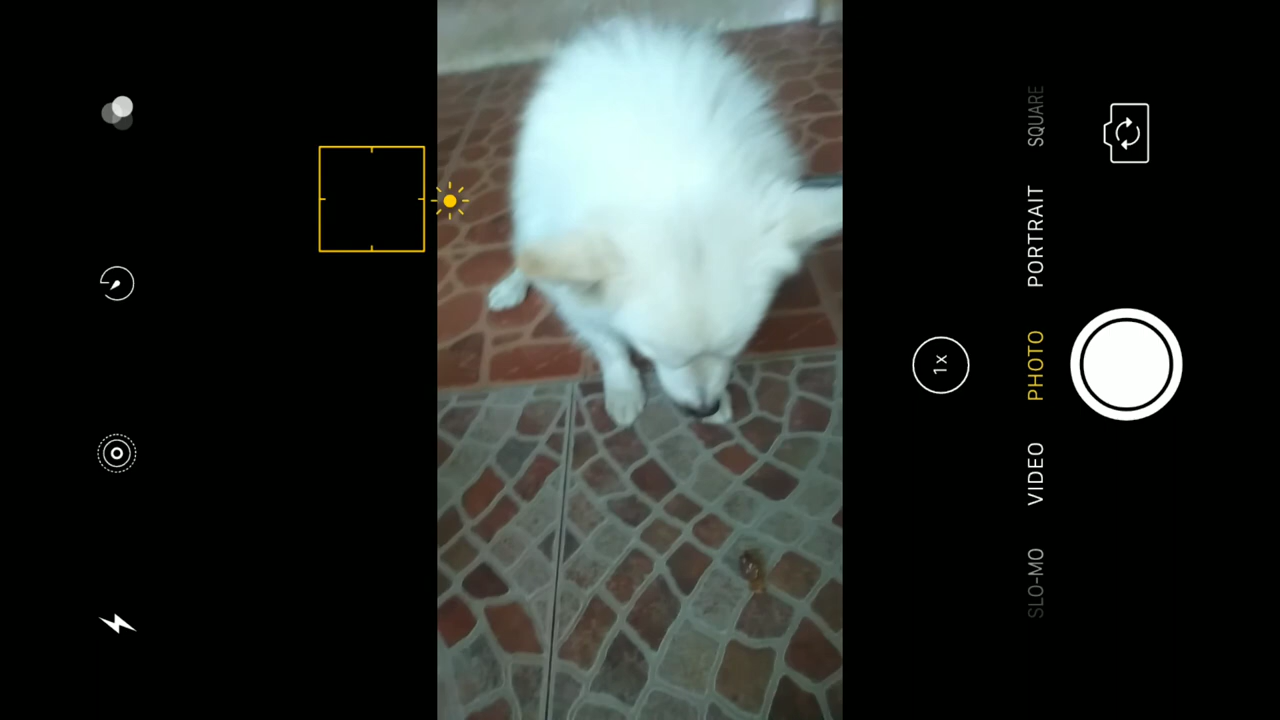 SQUARE
PORTRAIT
PHOTO
VIDEO
SLO-MO
1x